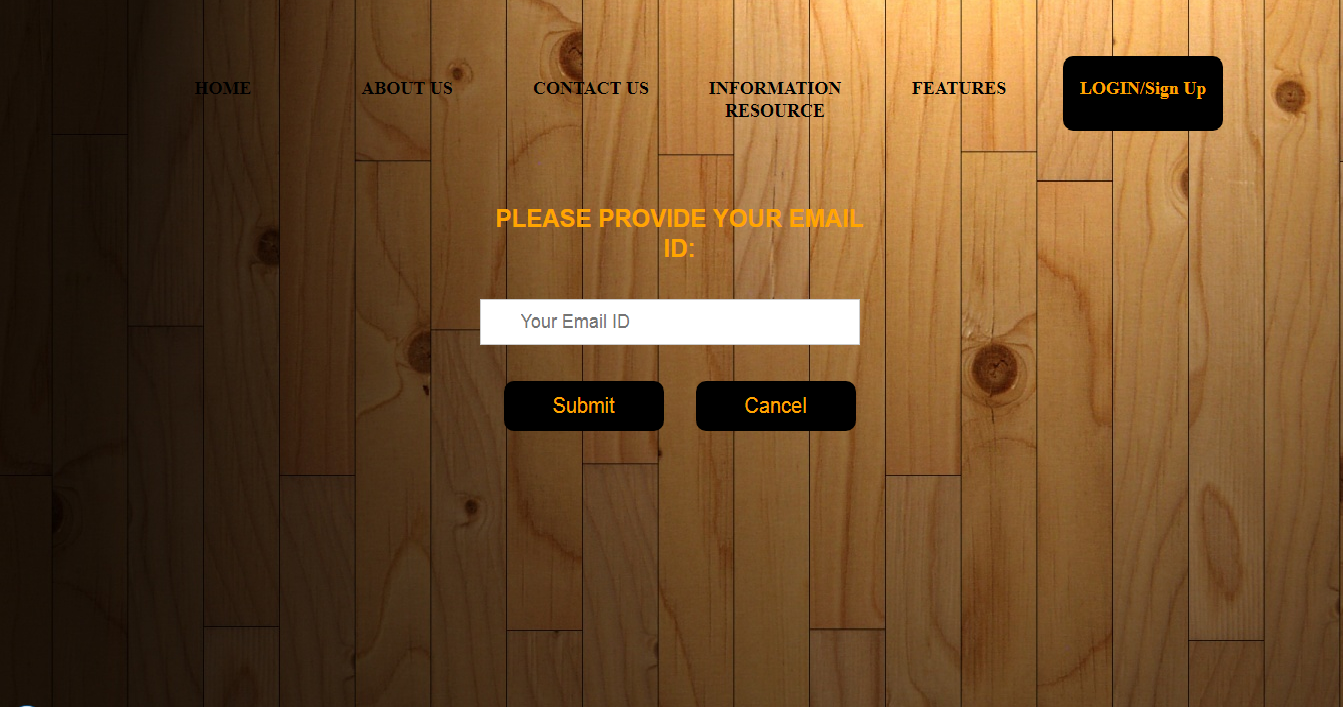 HOME
ABOUT US
CONTACT US
INFORMATION
RESOURCE
FEATURES
LOGIN/Sign Up
PLEASE PROVIDE YOUR EMAIL
ID:
Your Email ID
Submit
Cancel